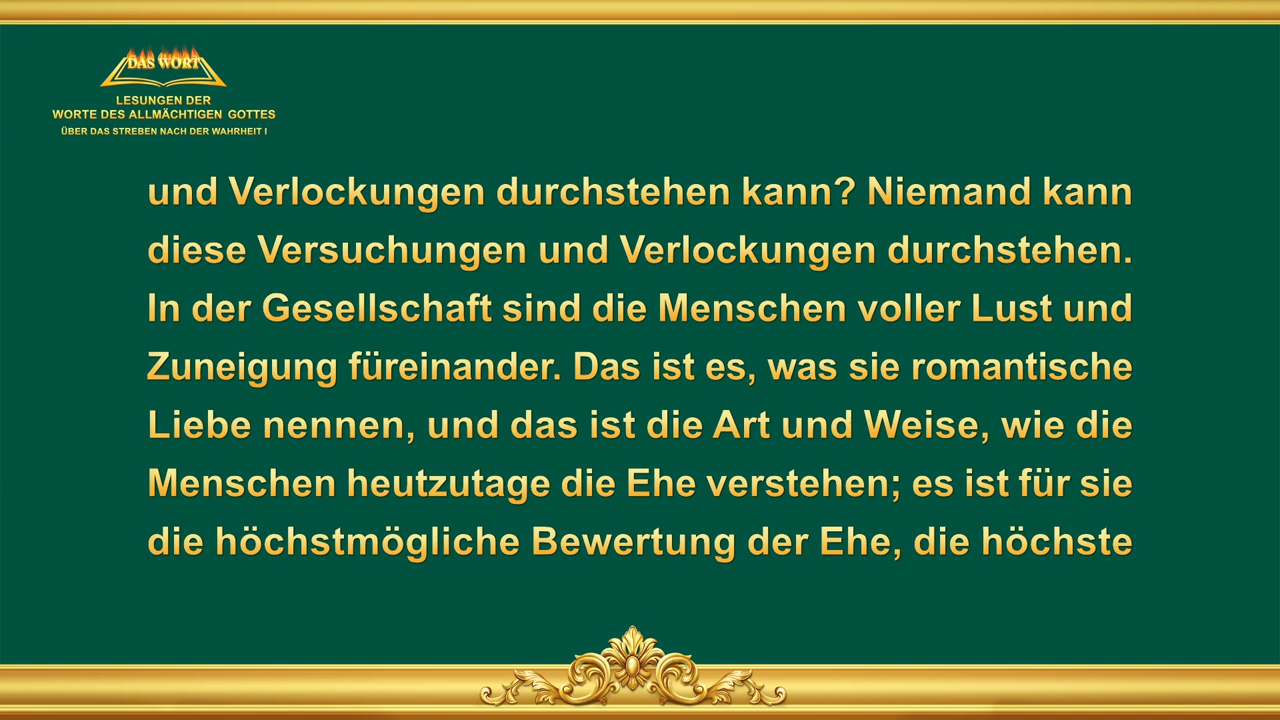 DAS WORT
LESUNGEN DER
WORTE DES ALLMÄCHTIGEN GOTTES
ÜBER DAS STREBEN NACH DER WAHRHEIT I
und Verlockungen durchstehen kann? Niemand kann
diese Versuchungen und Verlockungen durchstehen.
In der Gesellschaft sind die Menschen voller Lust und
Zuneigung füreinander. Das ist es, was sie romantische
Liebe nennen, und das ist die Art und Weise, wie die
Menschen heutzutage die Ehe verstehen; es ist für sie
die höchstmögliche Bewertung der Ehe, die höchste